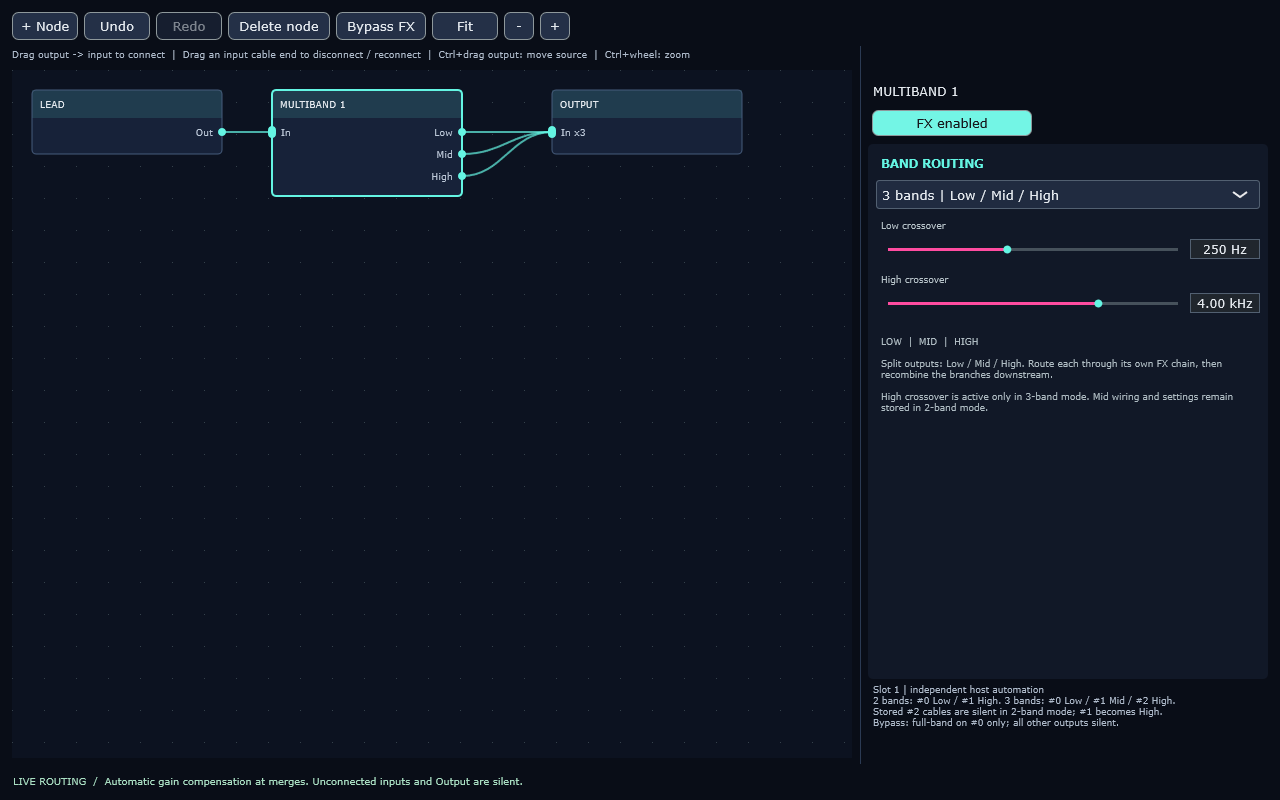 + Node
Undo
Redo
Delete node
Bypass FX
Fit
-
+
Drag output -> input to connect | Drag an input cable end to disconnect / reconnect | Ctrl+drag output: move source | Ctrl+wheel: zoom
LEAD
Out
MULTIBAND 1
In
Low
Mid
High
OUTPUT
In x3
MULTIBAND 1
FX enabled
BAND ROUTING
3 bands | Low / Mid / High
Low crossover
250 Hz
High crossover
4.00 kHz
LOW | MID | HIGH
Split outputs: Low / Mid / High. Route each through its own FX chain, then
recombine the branches downstream.
High crossover is active only in 3-band mode. Mid wiring and settings remain
stored in 2-band mode.
Slot 1 | independent host automation
2 bands: #0 Low / #1 High. 3 bands: #0 Low / #1 Mid / #2 High.
Stored #2 cables are silent in 2-band mode; #1 becomes High.
Bypass: full-band on #0 only; all other outputs silent.
LIVE ROUTING / Automatic gain compensation at merges. Unconnected inputs and Output are silent.